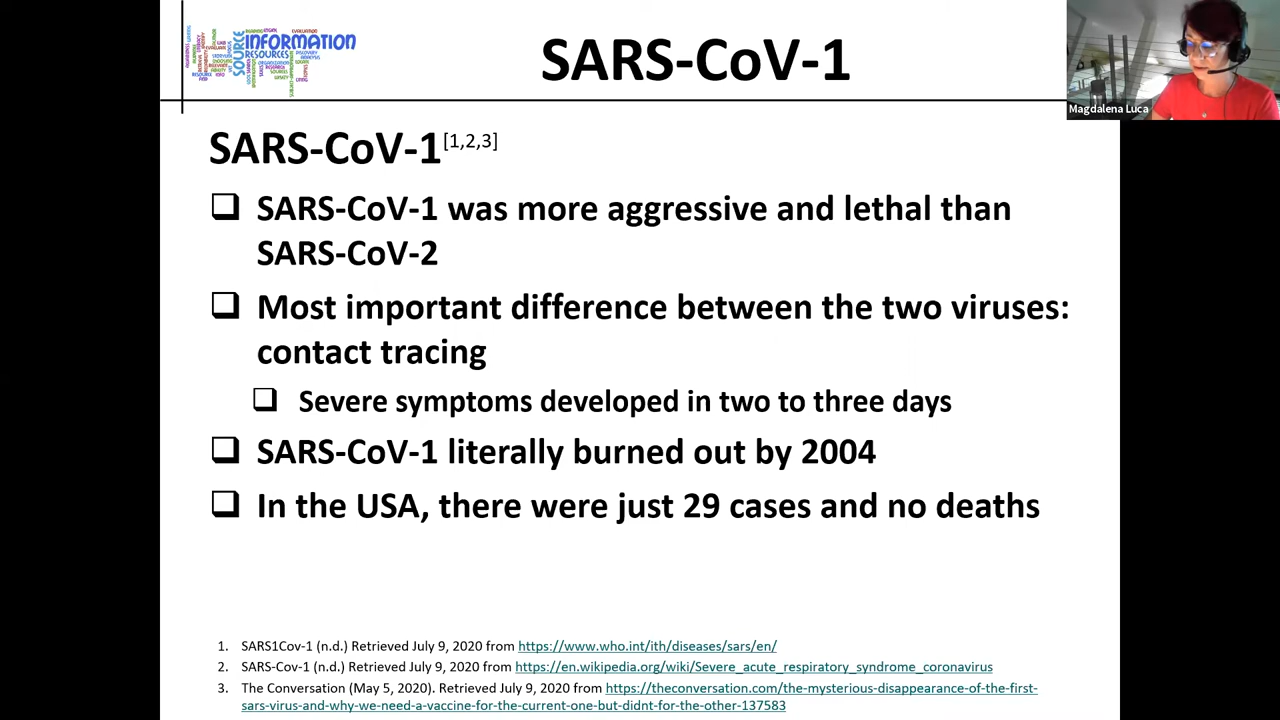 SOURCE
INFORMATION
RESOURCES
SARS-CoV-1
Magdalena Luca
SARS-CoV-1[1,2,3]
❑ SARS-CoV-1 was more aggressive and lethal than
SARS-CoV-2
❑ Most important difference between the two viruses:
contact tracing
❑ Severe symptoms developed in two to three days
❑ SARS-CoV-1 literally burned out by 2004
❑ In the USA, there were just 29 cases and no deaths
1. SARS1Cov-1 (n.d.) Retrieved July 9, 2020 from https://www.who.int/ith/diseases/sars/en/
2. SARS-Cov-1 (n.d.) Retrieved July 9, 2020 from https://en.wikipedia.org/wiki/Severe_acute_respiratory_syndrome_coronavirus
3. The Conversation (May 5, 2020). Retrieved July 9, 2020 from https://theconversation.com/the-mysterious-disappearance-of-the-first-
sars-virus-and-why-we-need-a-vaccine-for-the-current-one-but-didnt-for-the-other-137583